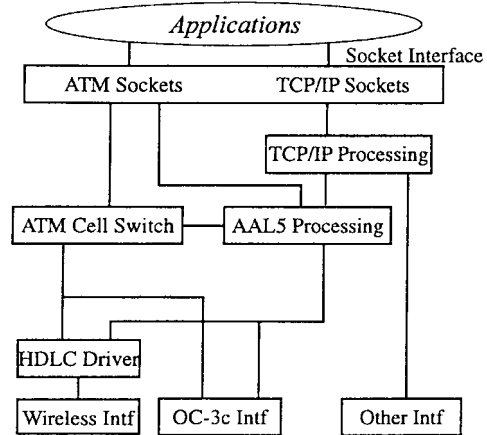 Applications
Socket Interface
ATM Sockets TCP/IP Sockets
TCP/IP Processing
ATM Cell Switch AAL5 Processing
HDLC Driver
Wireless Intf OC-3c Intf Other Intf